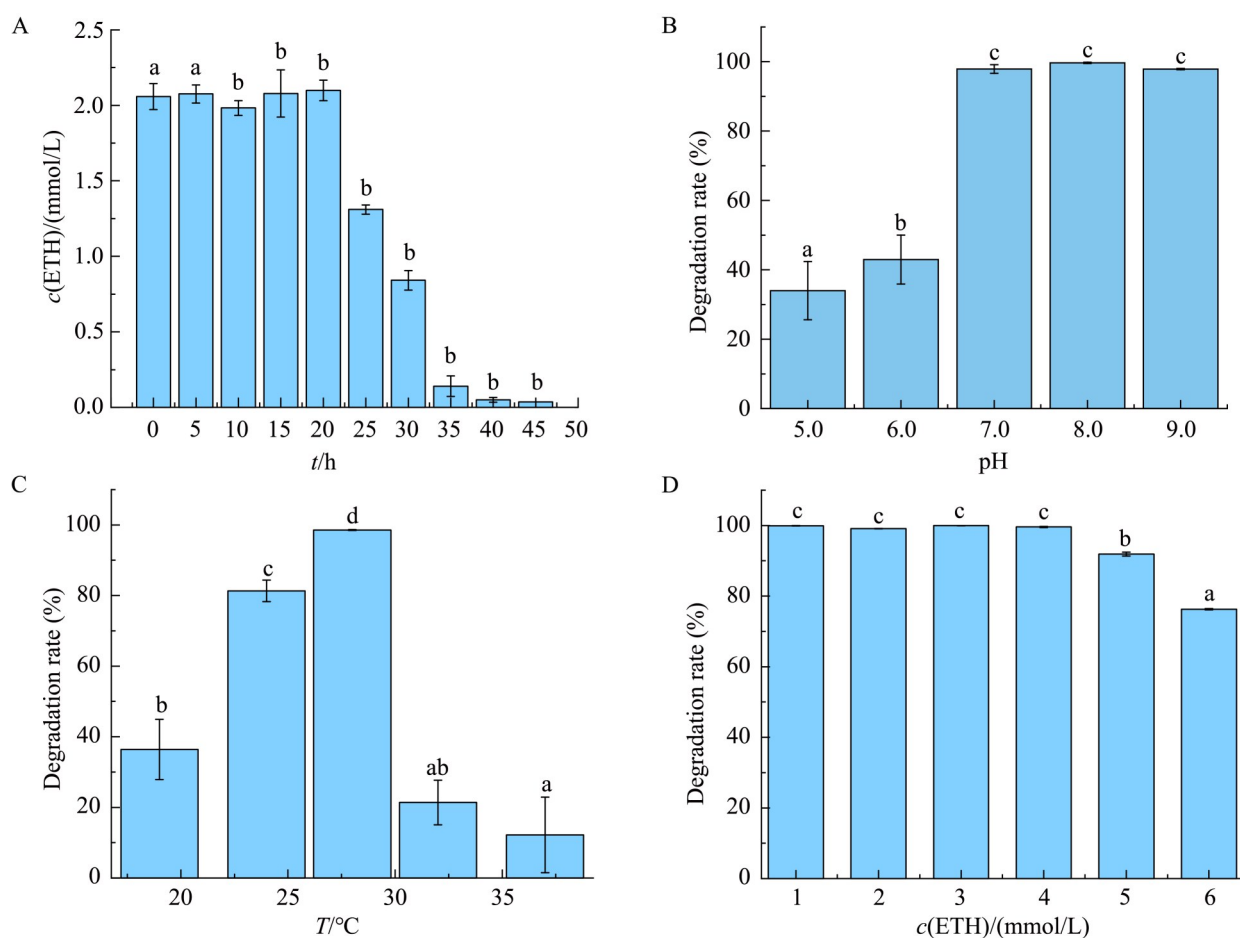 A
c(ETH)/(mmol/L)
2.5
2.0
1.5
1.0
0.5
0.0
a a b b b b b b b b
0 5 10 15 20 25 30 35 40 45 50
t/h
B
Degradation rate (%)
100
80
60
40
20
0
a b c c c
5.0 6.0 7.0 8.0 9.0
pH
C
Degradation rate (%)
100
80
60
40
20
0
b c d ab a
20 25 30 35
T/°C
D
Degradation rate (%)
100
80
60
40
20
0
c c c c b a
1 2 3 4 5 6
c(ETH)/(mmol/L)